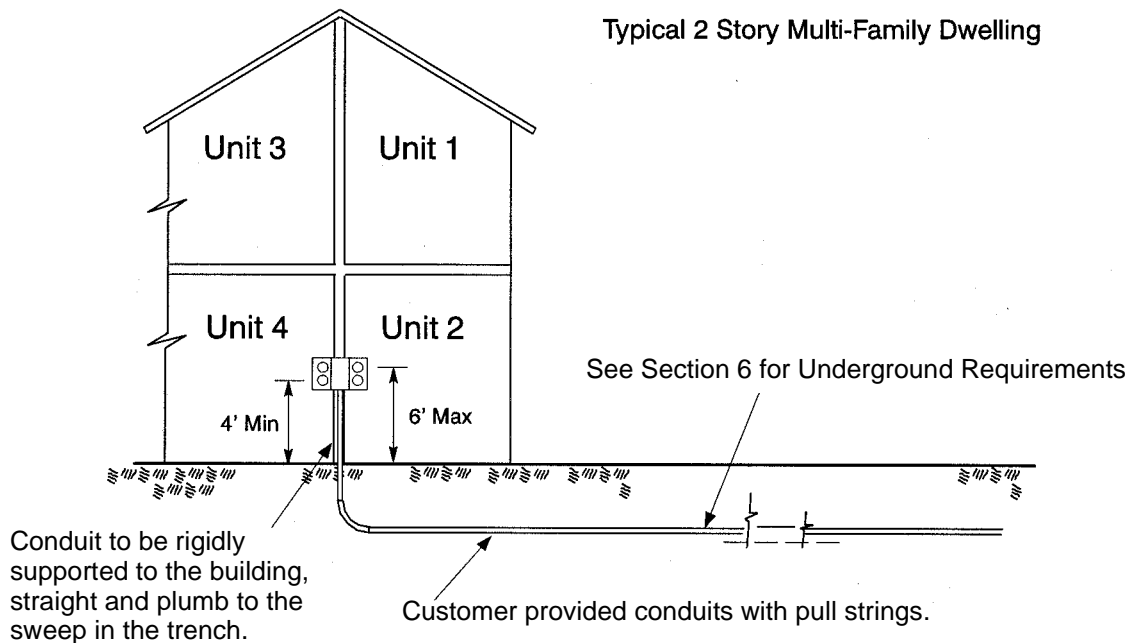 Typical 2 Story Multi-Family Dwelling
Unit 3
Unit 1
Unit 4
Unit 2
See Section 6 for Underground Requirements
4' Min
6' Max
Conduit to be rigidly
supported to the building,
straight and plumb to the
sweep in the trench.
Customer provided conduits with pull strings.